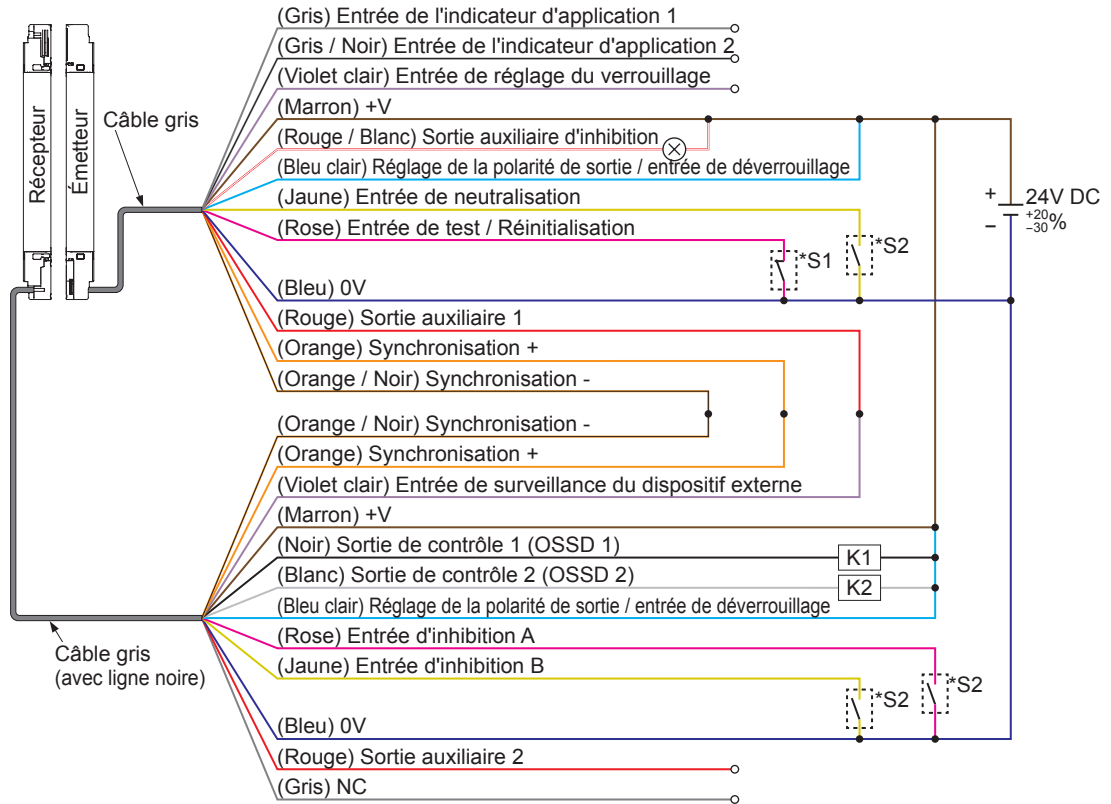 (Gris) Entrée de l'indicateur d'application 1
(Gris / Noir) Entrée de l'indicateur d'application 2
(Violet clair) Entrée de réglage du verrouillage
(Marron) +V
(Rouge / Blanc) Sortie auxiliaire d'inhibition
(Bleu clair) Réglage de la polarité de sortie / entrée de déverrouillage
(Jaune) Entrée de neutralisation
(Rose) Entrée de test / Réinitialisation
(Bleu) 0V
(Rouge) Sortie auxiliaire 1
(Orange) Synchronisation +
(Orange / Noir) Synchronisation -
Récepteur
Émetteur
Câble gris
*S1
*S2
+
−
24V DC
+20
−30 %
(Orange / Noir) Synchronisation -
(Orange) Synchronisation +
(Violet clair) Entrée de surveillance du dispositif externe
(Marron) +V
(Noir) Sortie de contrôle 1 (OSSD 1)
K1
(Blanc) Sortie de contrôle 2 (OSSD 2)
K2
(Bleu clair) Réglage de la polarité de sortie / entrée de déverrouillage
(Rose) Entrée d'inhibition A
(Jaune) Entrée d'inhibition B
*S2
*S2
(Bleu) 0V
(Rouge) Sortie auxiliaire 2
(Gris) NC
Câble gris
(avec ligne noire)